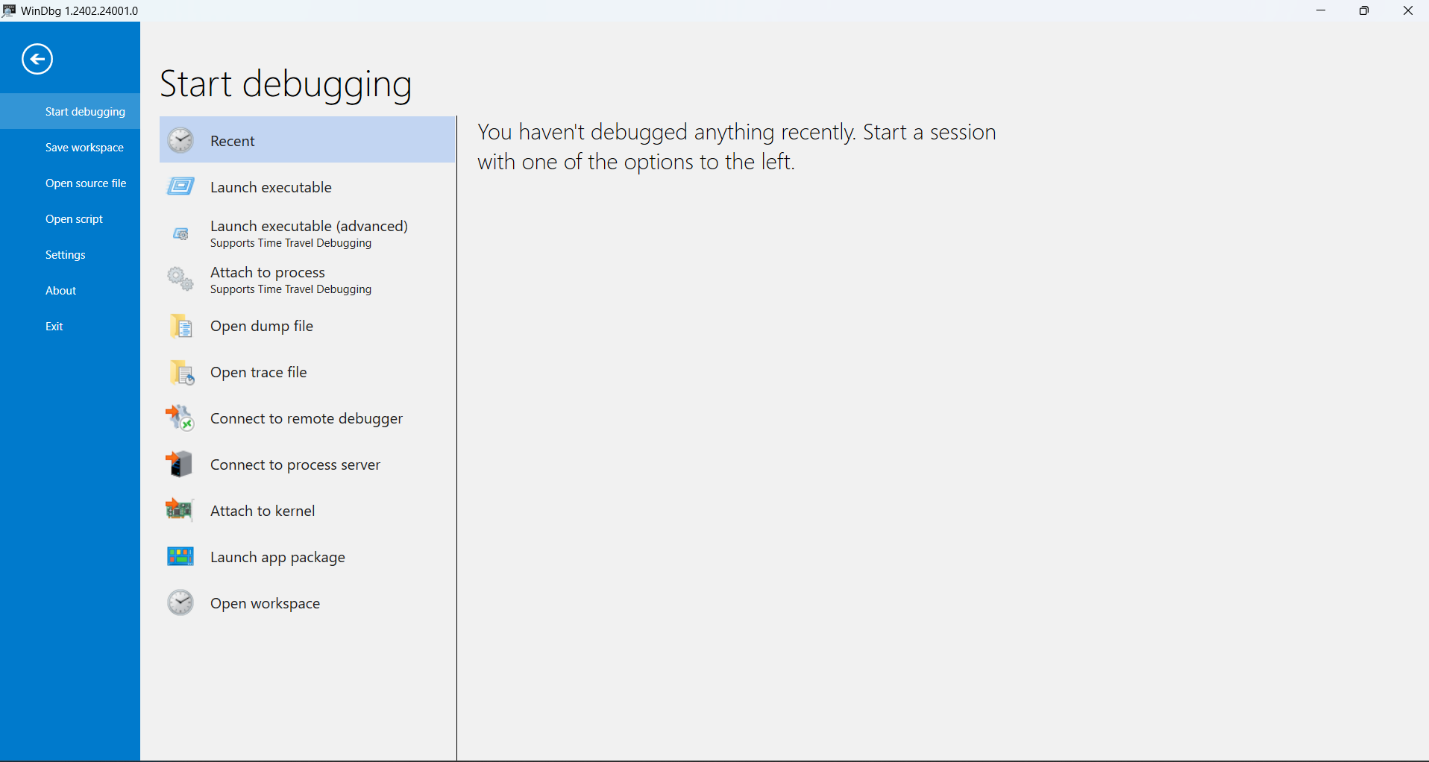 WinDbg 1.2402.24001.0
Start debugging
Save workspace
Open source file
Open script
Settings
About
Exit
Start debugging
Recent
Launch executable
Launch executable (advanced)
Supports Time Travel Debugging
Attach to process
Supports Time Travel Debugging
Open dump file
Open trace file
Connect to remote debugger
Connect to process server
Attach to kernel
Launch app package
Open workspace
You haven't debugged anything recently. Start a session
with one of the options to the left.